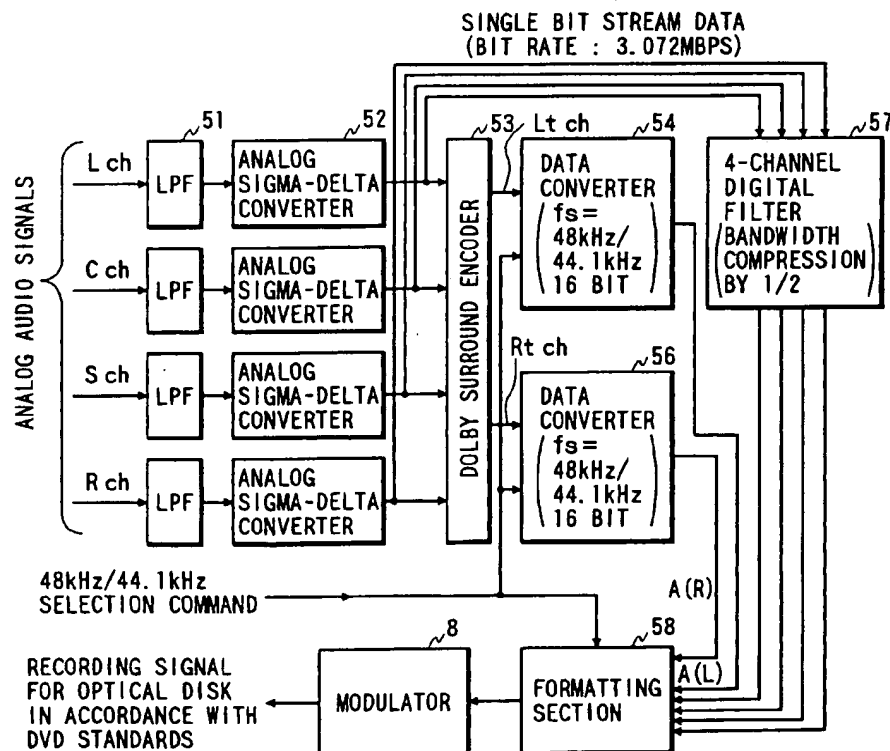 SINGLE BIT STREAM DATA
(BIT RATE : 3.072MBPS)
ANALOG AUDIO SIGNALS
L ch
C ch
S ch
R ch
51
LPF
LPF
LPF
LPF
52
ANALOG
SIGMA-DELTA
CONVERTER
ANALOG
SIGMA-DELTA
CONVERTER
ANALOG
SIGMA-DELTA
CONVERTER
ANALOG
SIGMA-DELTA
CONVERTER
53
DOLBY SURROUND ENCODER
Lt ch
Rt ch
54
DATA
CONVERTER
(fs=
48kHz/
44.1kHz
16 BIT)
56
DATA
CONVERTER
(fs=
48kHz/
44.1kHz
16 BIT)
57
4-CHANNEL
DIGITAL
FILTER
(BANDWIDTH
COMPRESSION
BY 1/2)
48kHz/44.1kHz
SELECTION COMMAND
A(R)
A(L)
58
FORMATTING
SECTION
8
MODULATOR
RECORDING SIGNAL
FOR OPTICAL DISK
IN ACCORDANCE WITH
DVD STANDARDS